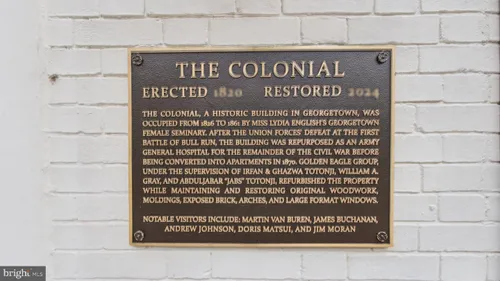 THE COLONIAL
ERECTED 1820 RESTORED 2024
THE COLONIAL, A HISTORIC BUILDING IN GEORGETOWN, WAS
OCCUPIED FROM 1826 TO 1861 BY MISS LYDIA ENGLISH'S GEORGETOWN
FEMALE SEMINARY. AFTER THE UNION FORCES' DEFEAT AT THE FIRST
BATTLE OF BULL RUN, THE BUILDING WAS REPURPOSED AS AN ARMY
GENERAL HOSPITAL FOR THE REMAINDER OF THE CIVIL WAR BEFORE
BEING CONVERTED INTO APARTMENTS IN 1870. GOLDEN EAGLE GROUP,
UNDER THE SUPERVISION OF IRFAN & GHAZWA TOTONJI, WILLIAM A.
GRAY, AND ABDULJABAR "JABS" TOTONJI, REFURBISHED THE PROPERTY
WHILE MAINTAINING AND RESTORING ORIGINAL WOODWORK,
MOLDINGS, EXPOSED BRICK, ARCHES, AND LARGE FORMAT WINDOWS.
NOTABLE VISITORS INCLUDE: MARTIN VAN BUREN, JAMES BUCHANAN,
ANDREW JOHNSON, DORIS MATSUI, AND JIM MORAN
bright MLS